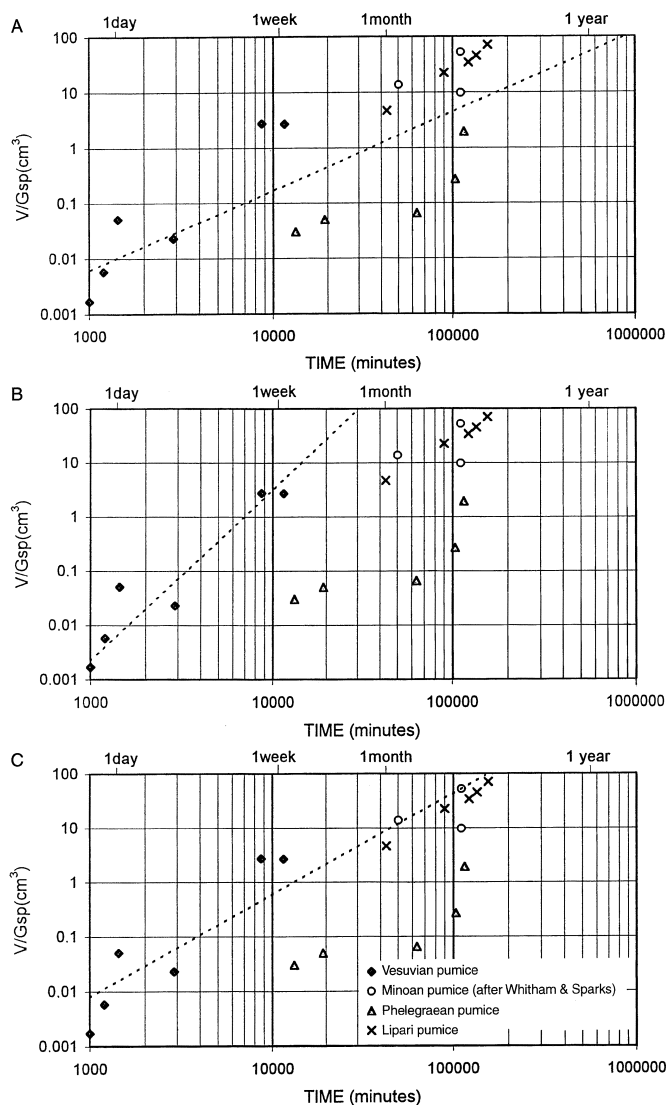 A
1day 1week 1month 1 year
100
10
1
0.1
0.01
0.001
V/Gsp(cm³)
1000 10000 100000 1000000
TIME (minutes)
B
1day 1week 1month 1 year
100
10
1
0.1
0.01
0.001
V/Gsp(cm³)
1000 10000 100000 1000000
TIME (minutes)
C
1day 1week 1month 1 year
100
10
1
0.1
0.01
0.001
V/Gsp(cm³)
Vesuvian pumice
Minoan pumice (after Whitham & Sparks)
Phelegraean pumice
Lipari pumice
1000 10000 100000 1000000
TIME (minutes)